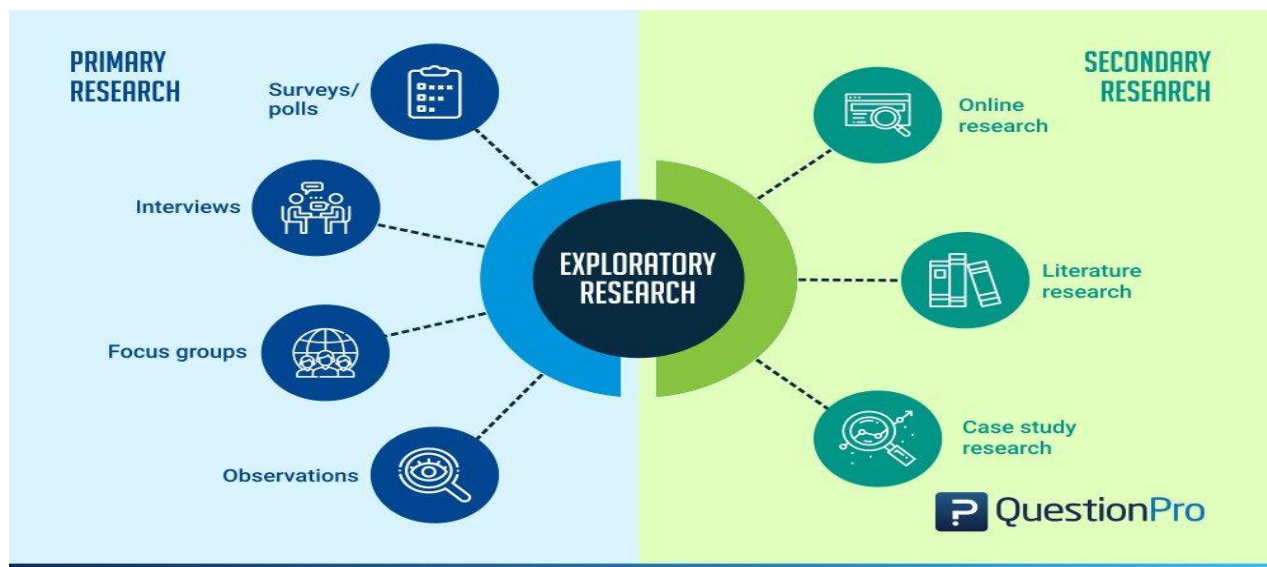 PRIMARY
RESEARCH
Surveys/
polls
Interviews
Focus groups
Observations
EXPLORATORY
RESEARCH
SECONDARY
RESEARCH
Online
research
Literature
research
Case study
research
? QuestionPro